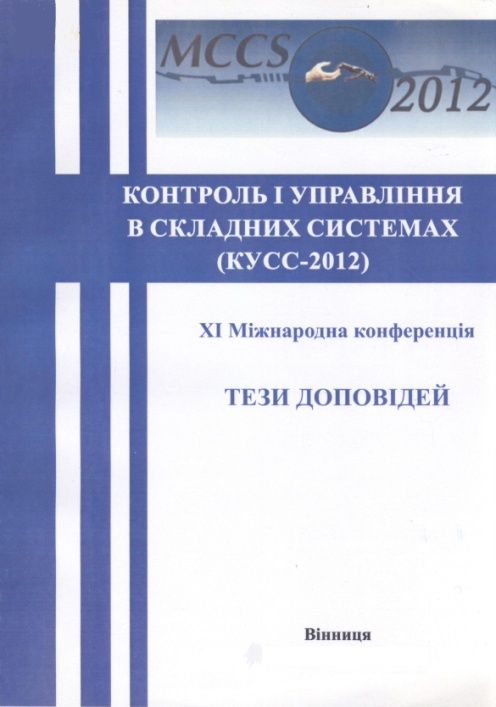 MCCS
2012
КОНТРОЛЬ І УПРАВЛІННЯ
В СКЛАДНИХ СИСТЕМАХ
(КУСС-2012)
XI Міжнародна конференція
ТЕЗИ ДОПОВІДЕЙ
Вінниця